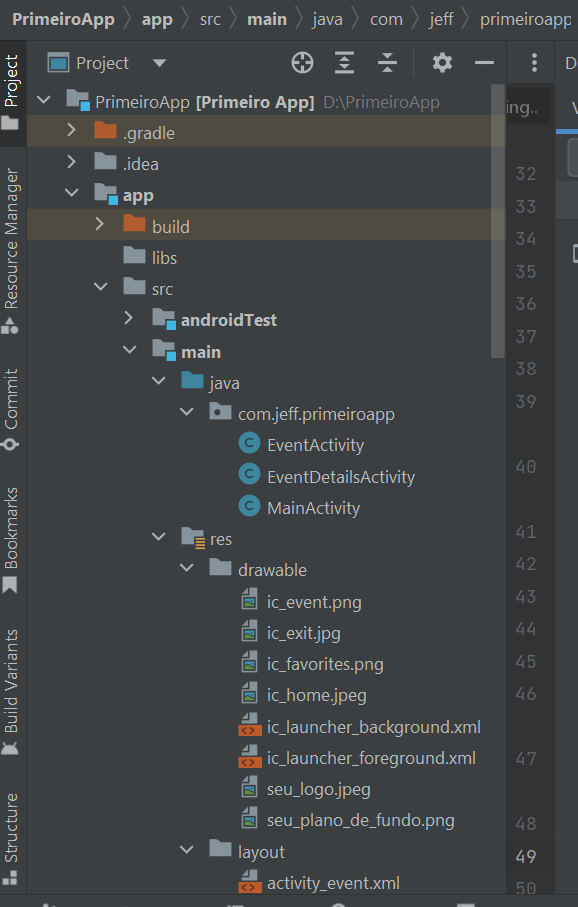 PrimeiroApp app src main java com jeff primeiroapp
Project
Project
PrimeiroApp [Primeiro App] D:\PrimeiroApp
.gradle
.idea
app
build
libs
src
androidTest
main
java
com.jeff.primeiroapp
EventActivity
EventDetailsActivity
MainActivity
res
drawable
ic_event.png
ic_exit.jpg
ic_favorites.png
ic_home.jpeg
ic_launcher_background.xml
ic_launcher_foreground.xml
seu_logo.jpeg
seu_plano_de_fundo.png
layout
activity_event.xml
Resource Manager
Commit
Bookmarks
Build Variants
Structure
ing..
32
33
34
35
36
37
38
39
40
41
42
43
44
45
46
47
48
49
50